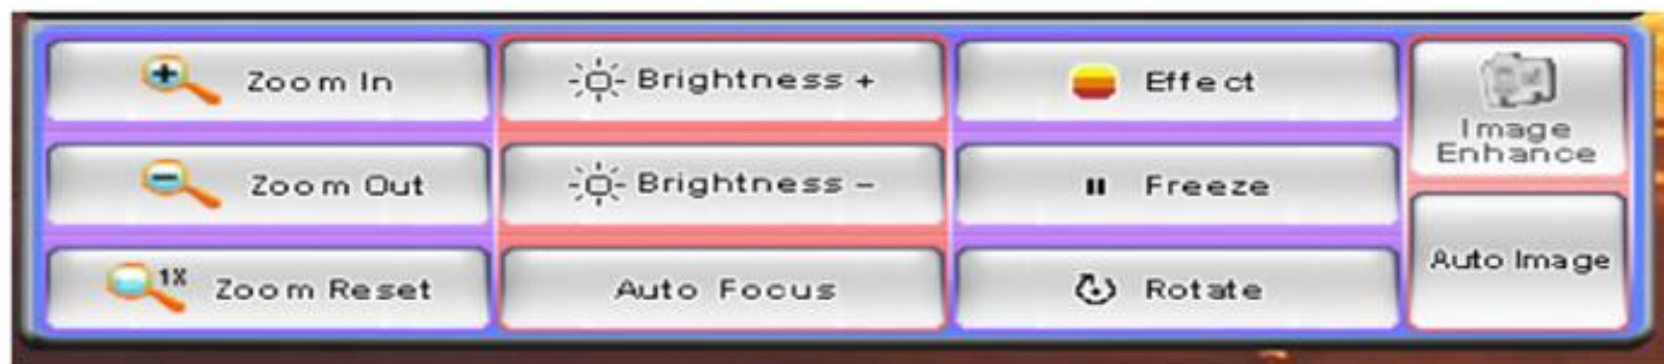 Zoom In
Brightness +
Effect
Image
Enhance
Zoom Out
Brightness –
Freeze
1X Zoom Reset
Auto Focus
Rotate
Auto Image